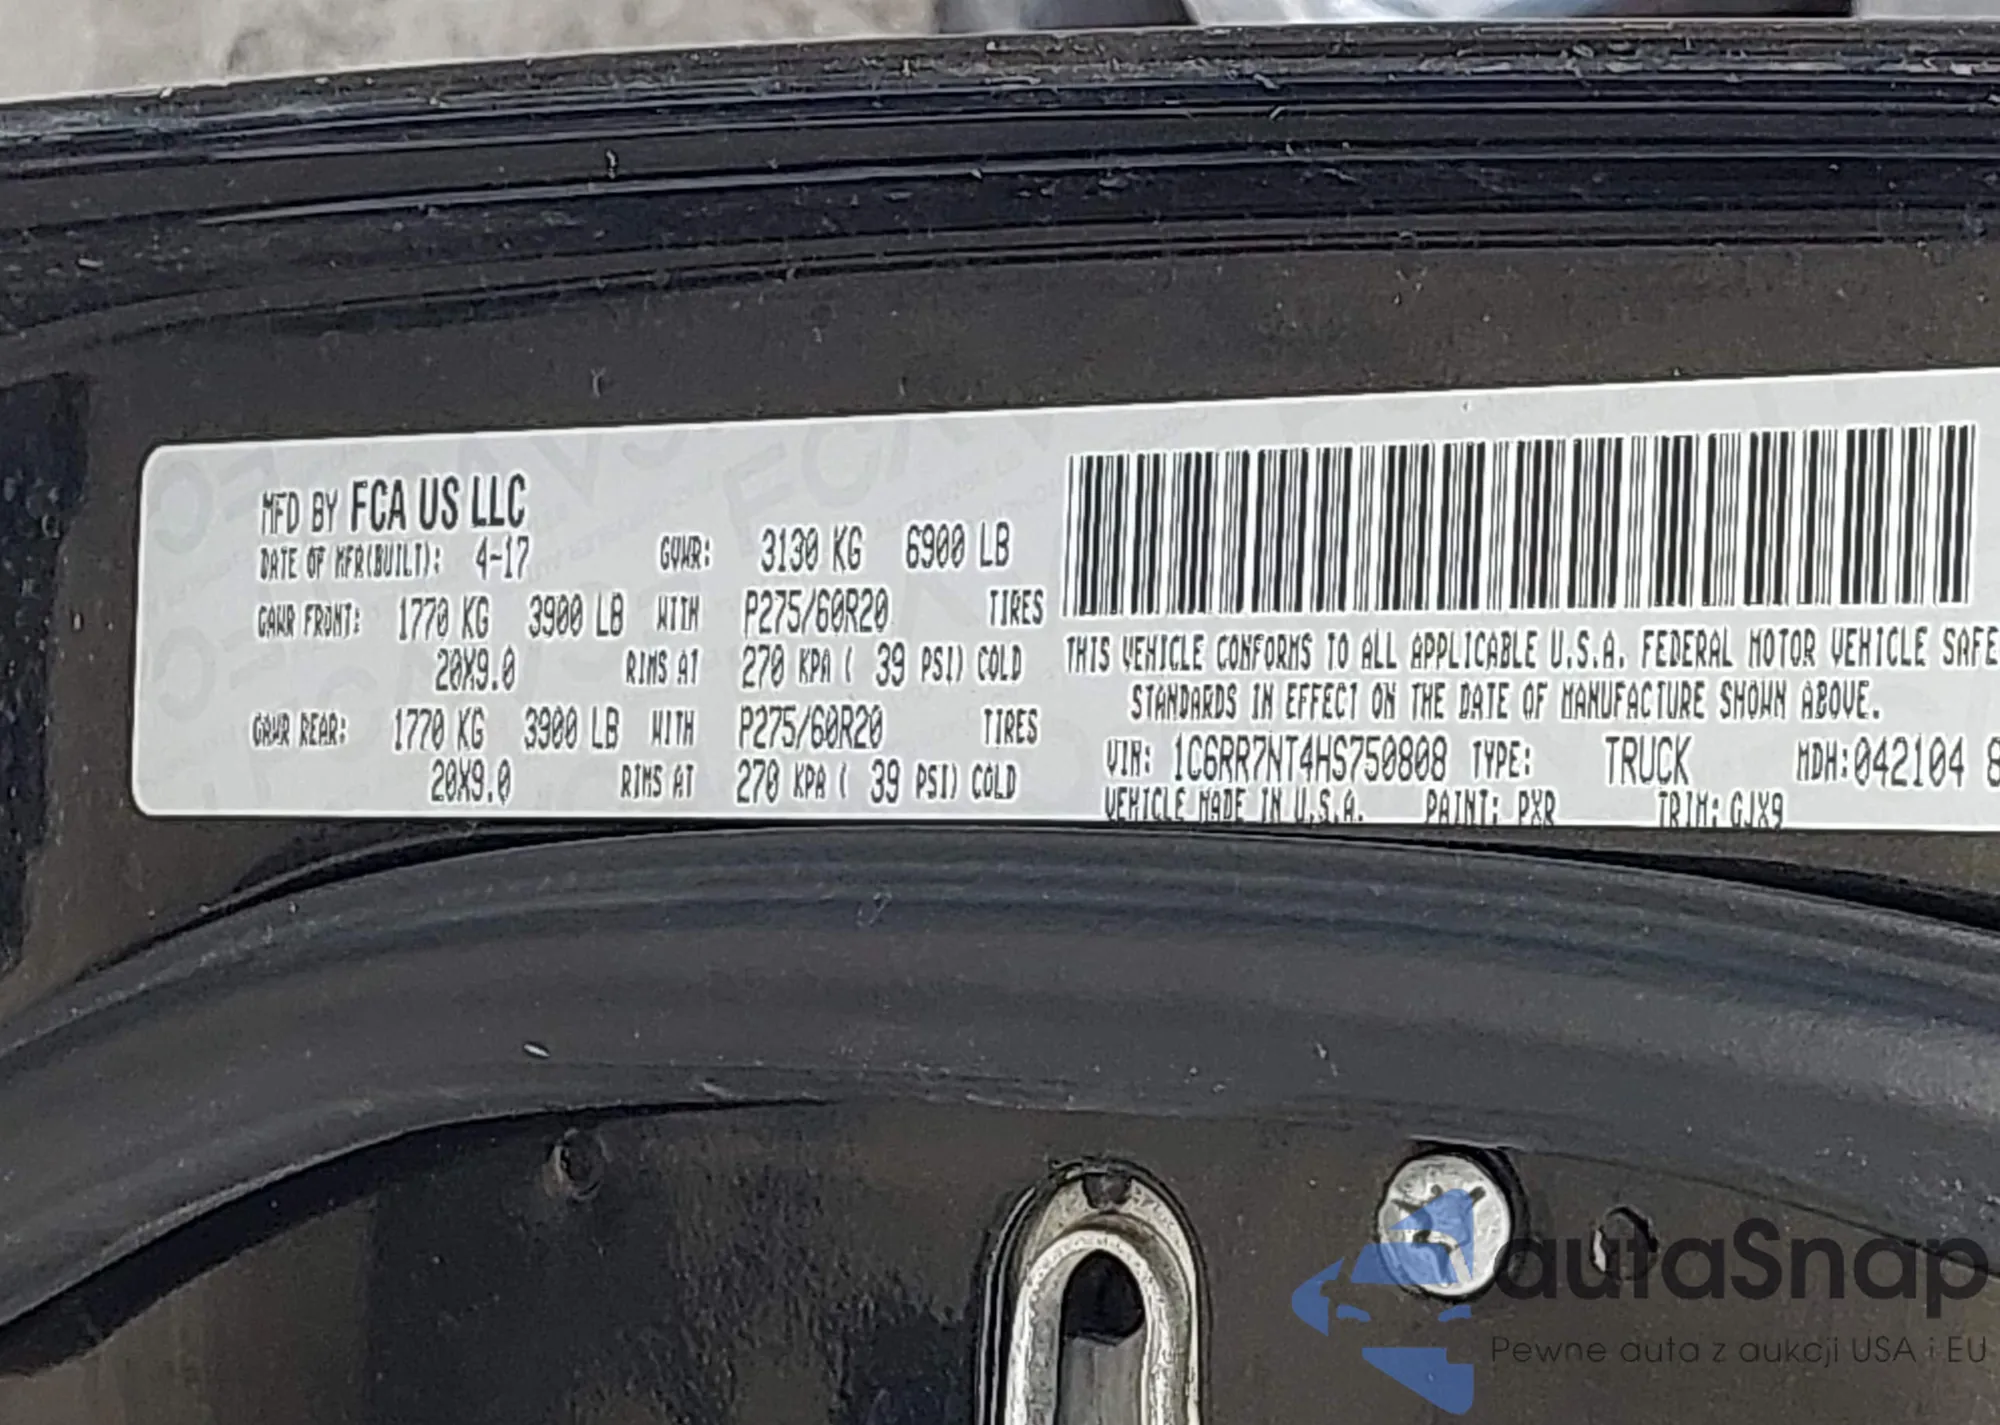 MFD BY FCA US LLC
DATE OF MFR(BUILT): 4-17 GVWR: 3130 KG 6900 LB
GAWR FRONT: 1770 KG 3900 LB WITH P275/60R20 TIRES
20X9.0 RIMS AT 270 KPA ( 39 PSI) COLD
GAWR REAR: 1770 KG 3900 LB WITH P275/60R20 TIRES
20X9.0 RIMS AT 270 KPA ( 39 PSI) COLD
THIS VEHICLE CONFORMS TO ALL APPLICABLE U.S.A. FEDERAL MOTOR VEHICLE SAFE
STANDARDS IN EFFECT ON THE DATE OF MANUFACTURE SHOWN ABOVE.
VIN: 1C6RR7NT4HS750808 TYPE: TRUCK MDH:042104 8
VEHICLE MADE IN U.S.A. PAINT: PXR TRIM: GJX9
autaSnap
Pewne auta z aukcji USA i EU